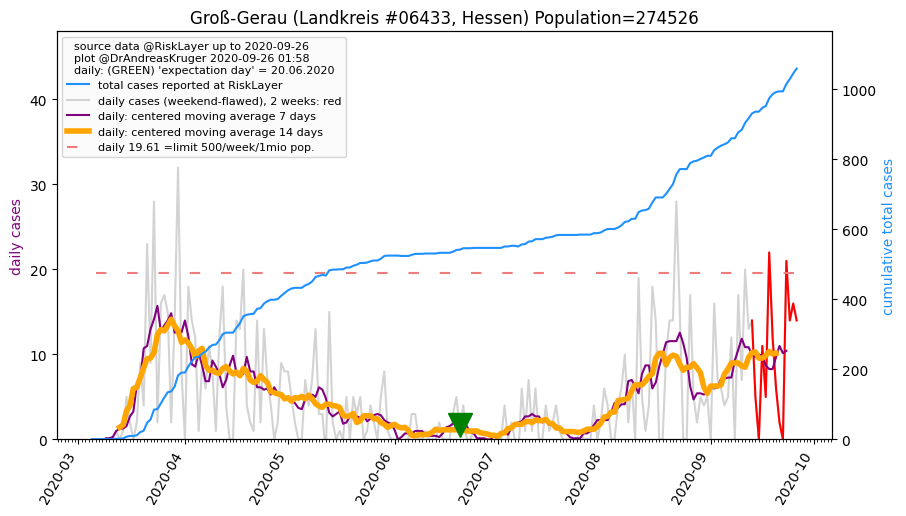 Groß-Gerau (Landkreis #06433, Hessen) Population=274526
source data @RiskLayer up to 2020-09-26
plot @DrAndreasKruger 2020-09-26 01:58
daily: (GREEN) 'expectation day' = 20.06.2020
total cases reported at RiskLayer
daily cases (weekend-flawed), 2 weeks: red
daily: centered moving average 7 days
daily: centered moving average 14 days
daily 19.61 =limit 500/week/1mio pop.
daily cases
0
10
20
30
40
cumulative total cases
0
200
400
600
800
1000
2020-03
2020-04
2020-05
2020-06
2020-07
2020-08
2020-09
2020-10